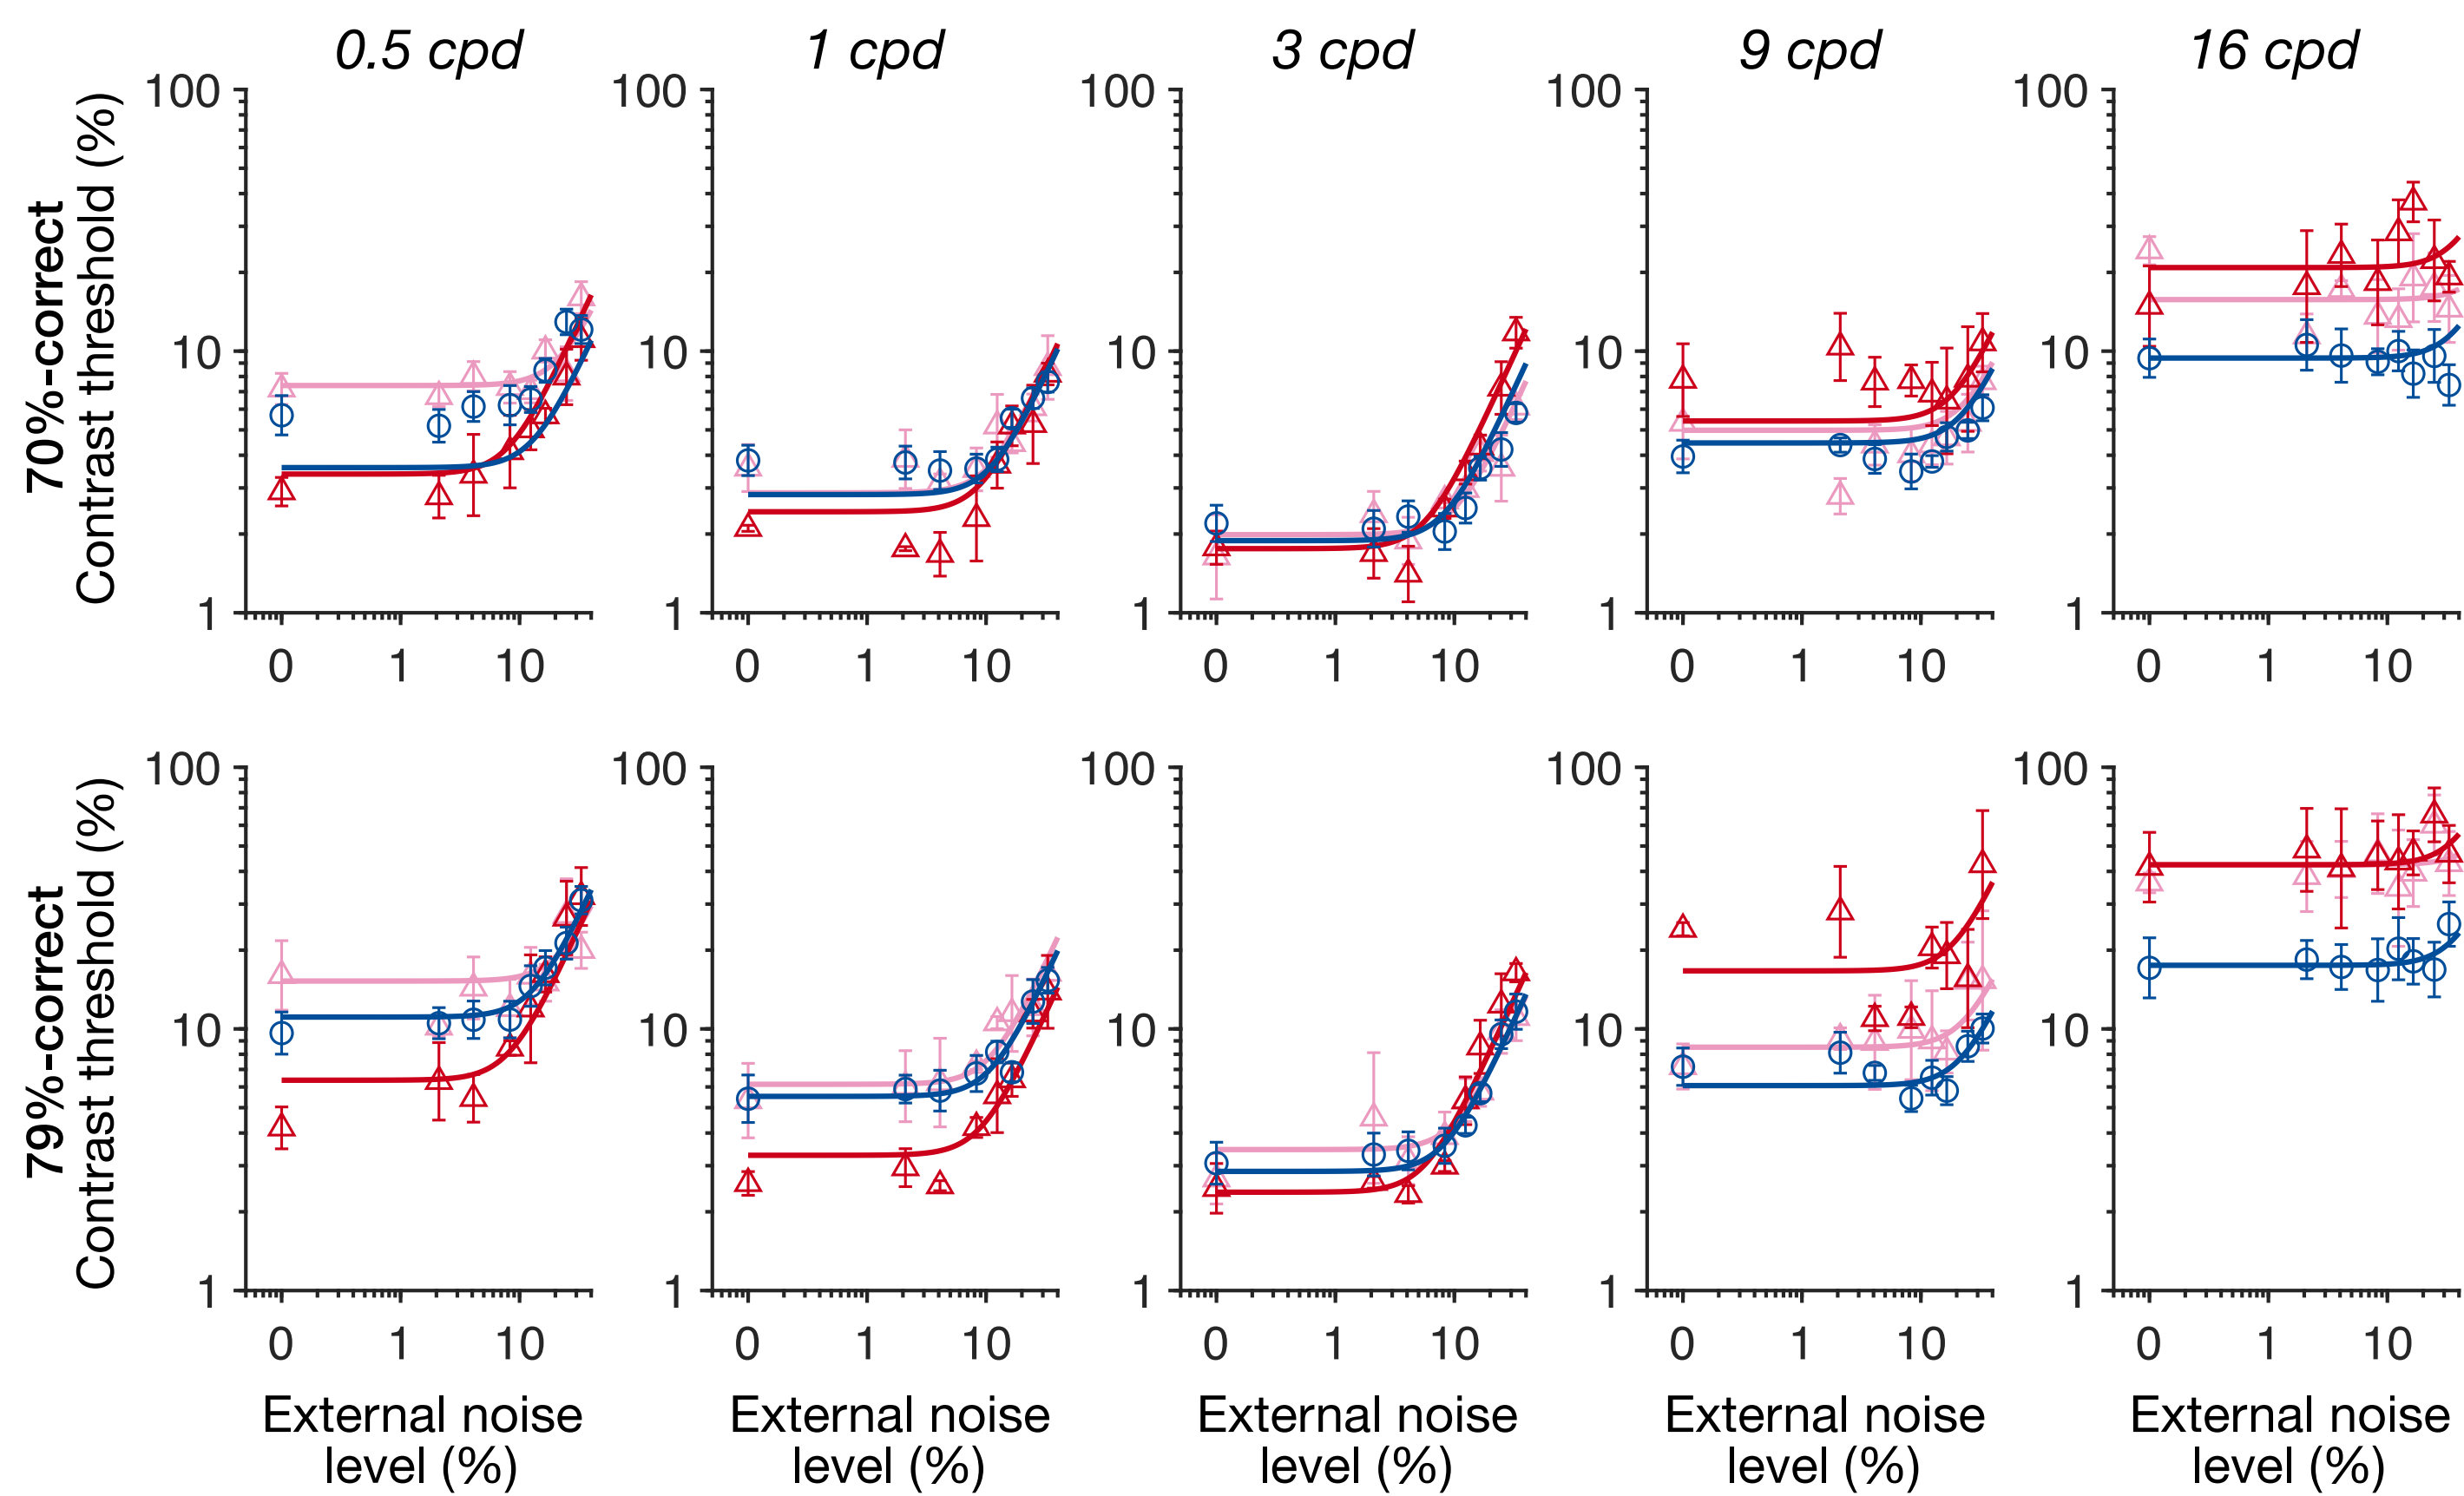 0.5 cpd 1 cpd 3 cpd 9 cpd 16 cpd
70%-correct
Contrast threshold (%)
100 100 100 100 100
10 10 10 10 10
1 1 1 1 1
0 1 10 0 1 10 0 1 10 0 1 10 0 1 10
79%-correct
Contrast threshold (%)
100 100 100 100 100
10 10 10 10 10
1 1 1 1 1
0 1 10 0 1 10 0 1 10 0 1 10 0 1 10
External noise External noise External noise External noise External noise
level (%) level (%) level (%) level (%) level (%)